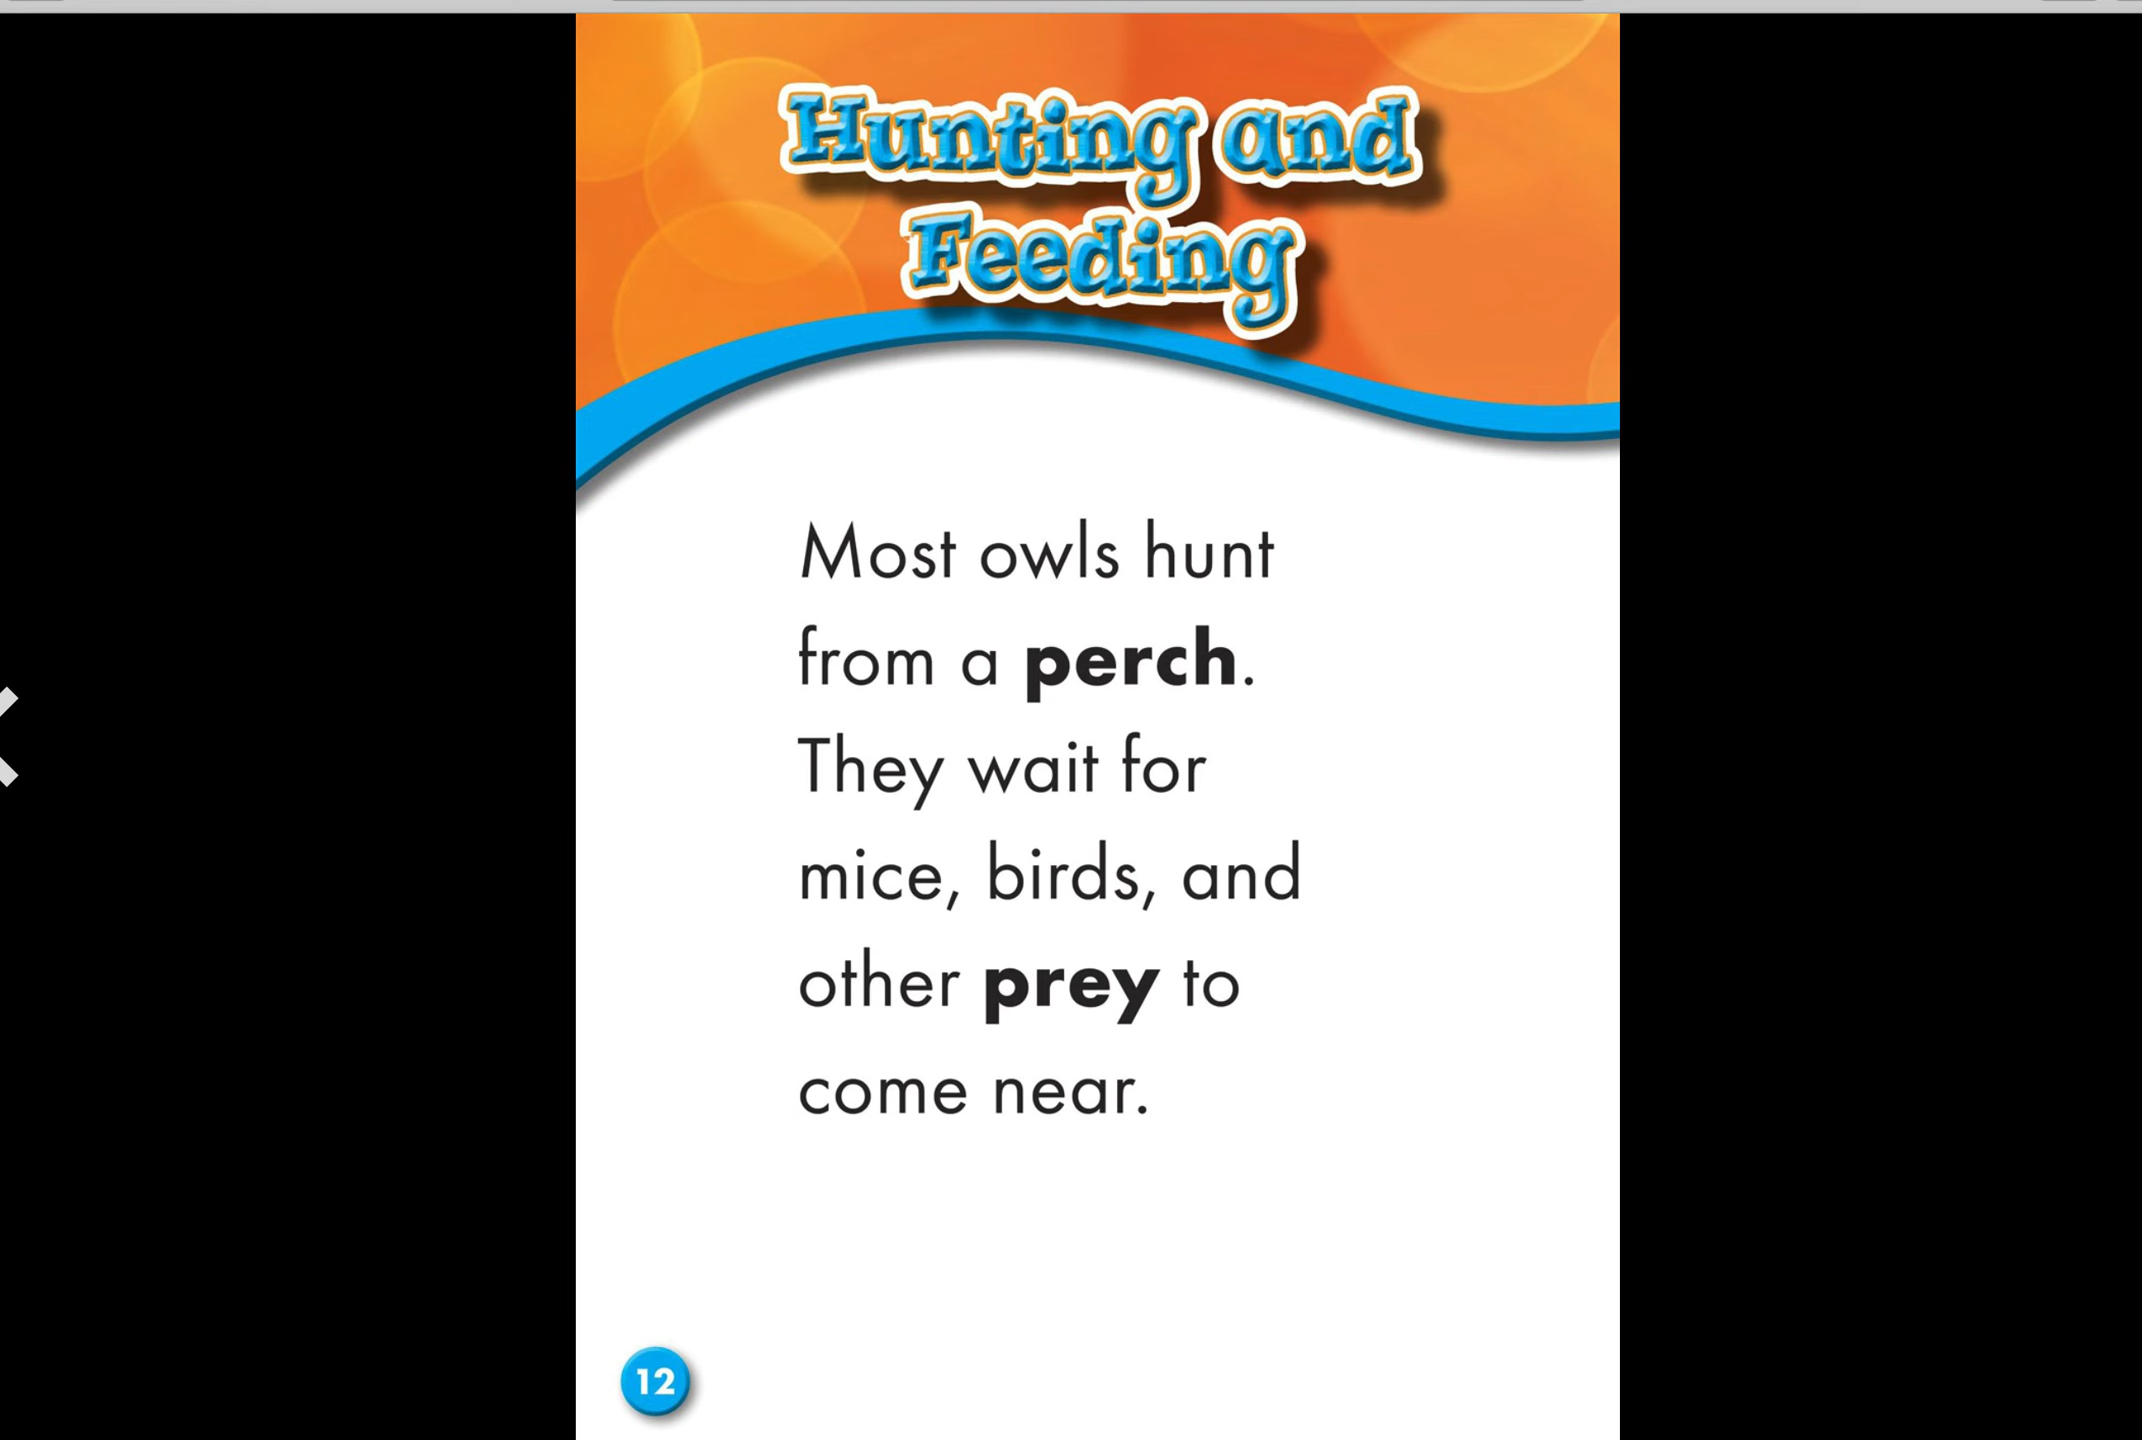 Hunting and
Feeding
Most owls hunt
from a perch.
They wait for
mice, birds, and
other prey to
come near.
12